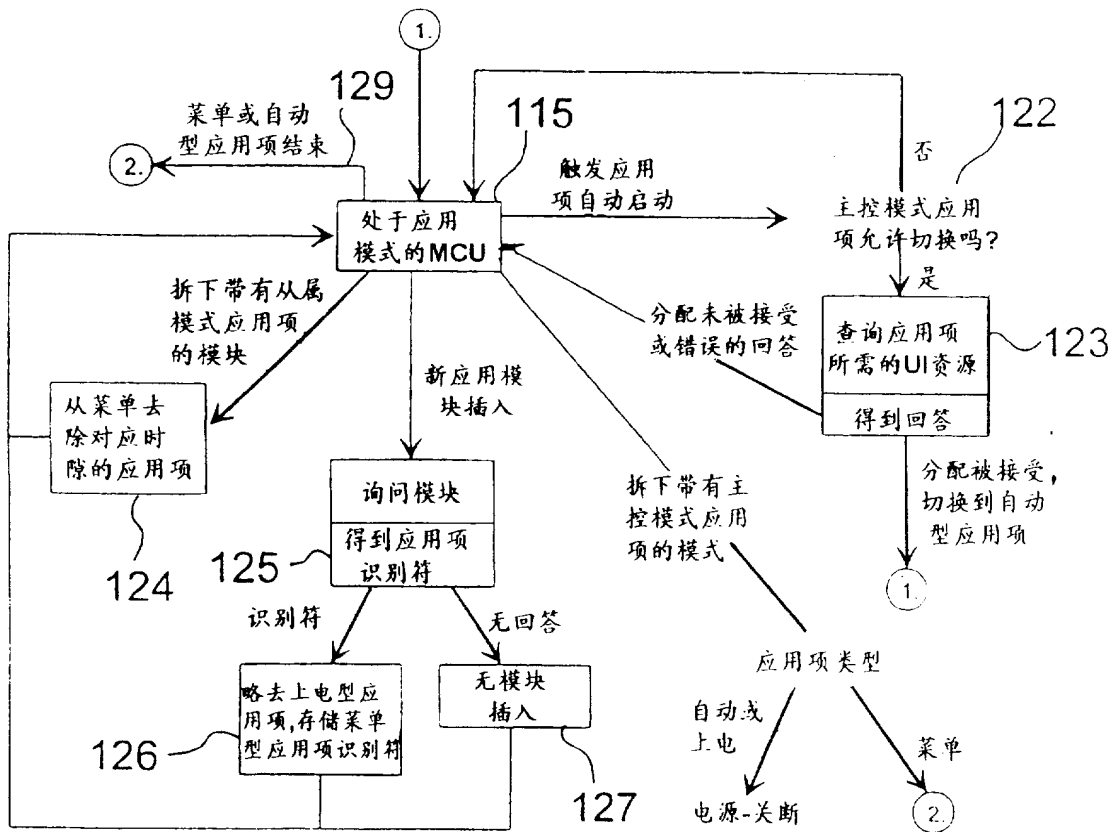 1.
129
菜单或自动
型应用项结束
2.
115
122
触发应用
项自动启动
否
处于应用
模式的MCU
主控模式应用
项允许切换吗?
是
拆下带有从属
模式应用项
的模块
分配未被接受
或错误的回答
查询应用项
所需的UI资源
得到回答
123
新应用模
块插入
从菜单去
除对应时
隙的应用项
124
询问模块
得到应用项
识别符
125
拆下带有主
控模式应用
项的模式
分配被接受,
切换到自动
型应用项
1.
识别符
无回答
应用项类型
略去上电型应
用项,存储菜单
型应用项识别符
126
无模块
插入
127
自动或
上电
菜单
电源-关断
2.